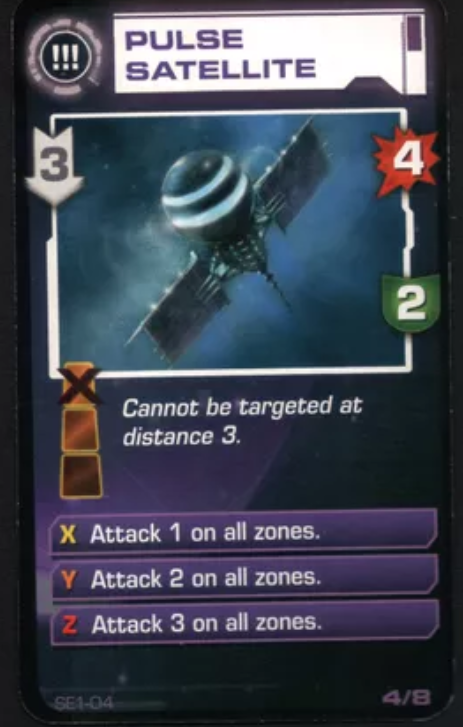 !!!
PULSE
SATELLITE
3
4
2
Cannot be targeted at
distance 3.
X Attack 1 on all zones.
Y Attack 2 on all zones.
Z Attack 3 on all zones.
SE1-04
4/8